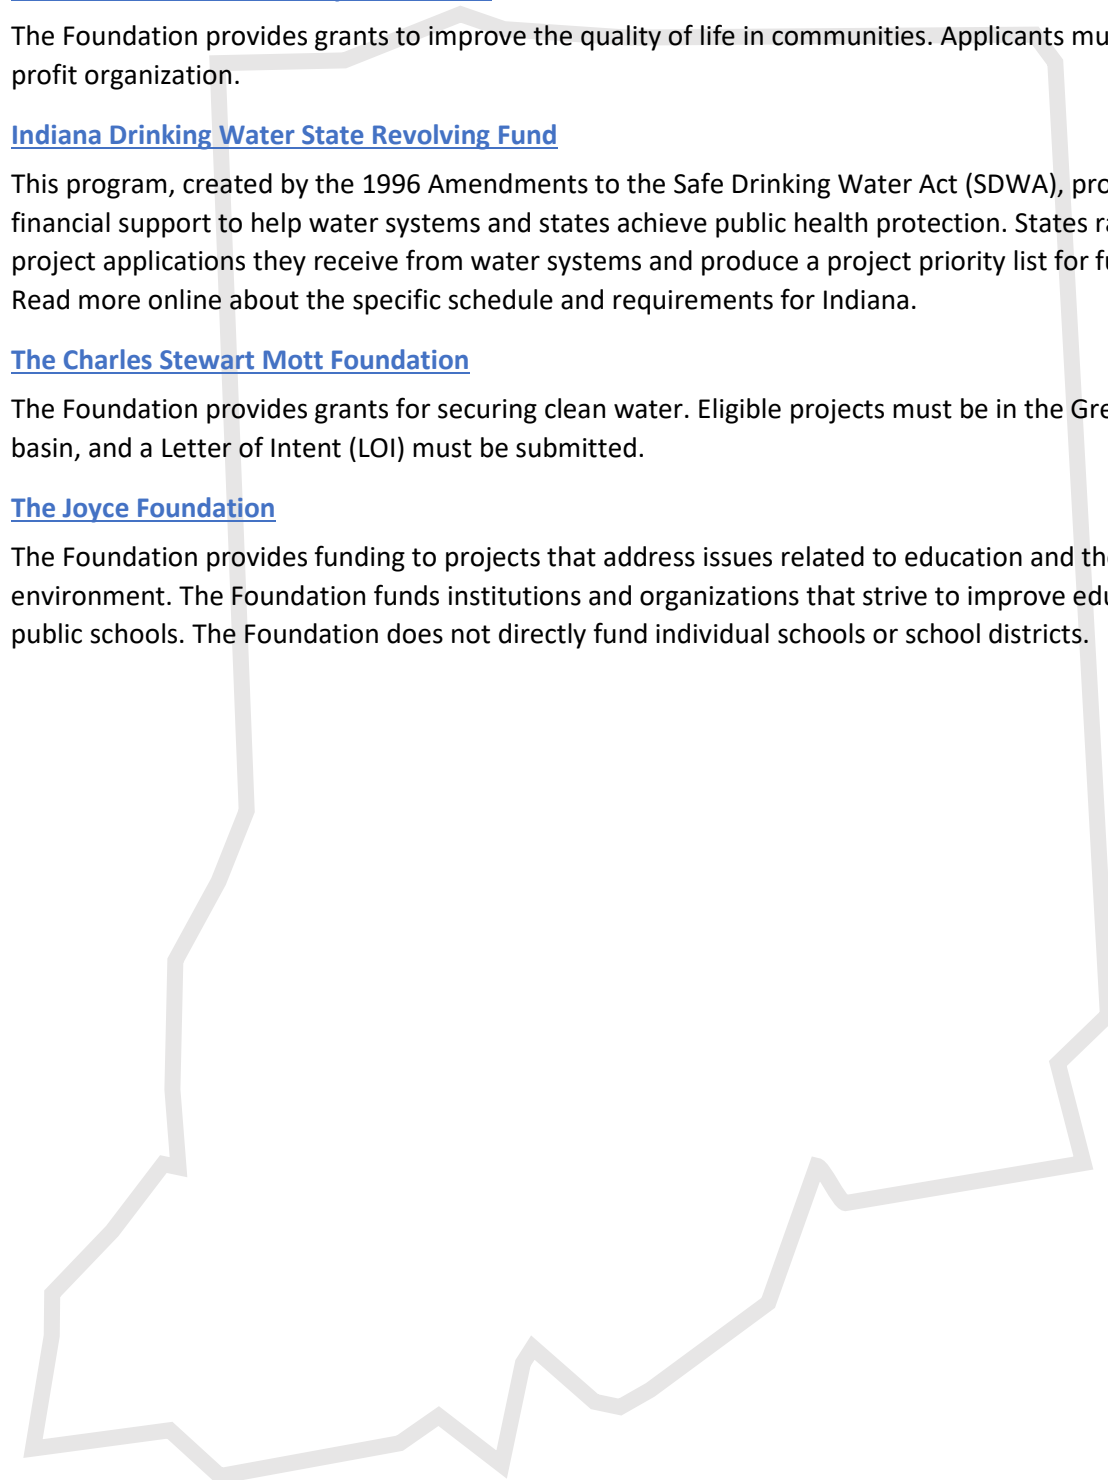 The Foundation provides grants to improve the quality of life in communities. Applicants mu
profit organization.
Indiana Drinking Water State Revolving Fund
This program, created by the 1996 Amendments to the Safe Drinking Water Act (SDWA), pro
financial support to help water systems and states achieve public health protection. States ra
project applications they receive from water systems and produce a project priority list for fu
Read more online about the specific schedule and requirements for Indiana.
The Charles Stewart Mott Foundation
The Foundation provides grants for securing clean water. Eligible projects must be in the Gre
basin, and a Letter of Intent (LOI) must be submitted.
The Joyce Foundation
The Foundation provides funding to projects that address issues related to education and the
environment. The Foundation funds institutions and organizations that strive to improve edu
public schools. The Foundation does not directly fund individual schools or school districts.